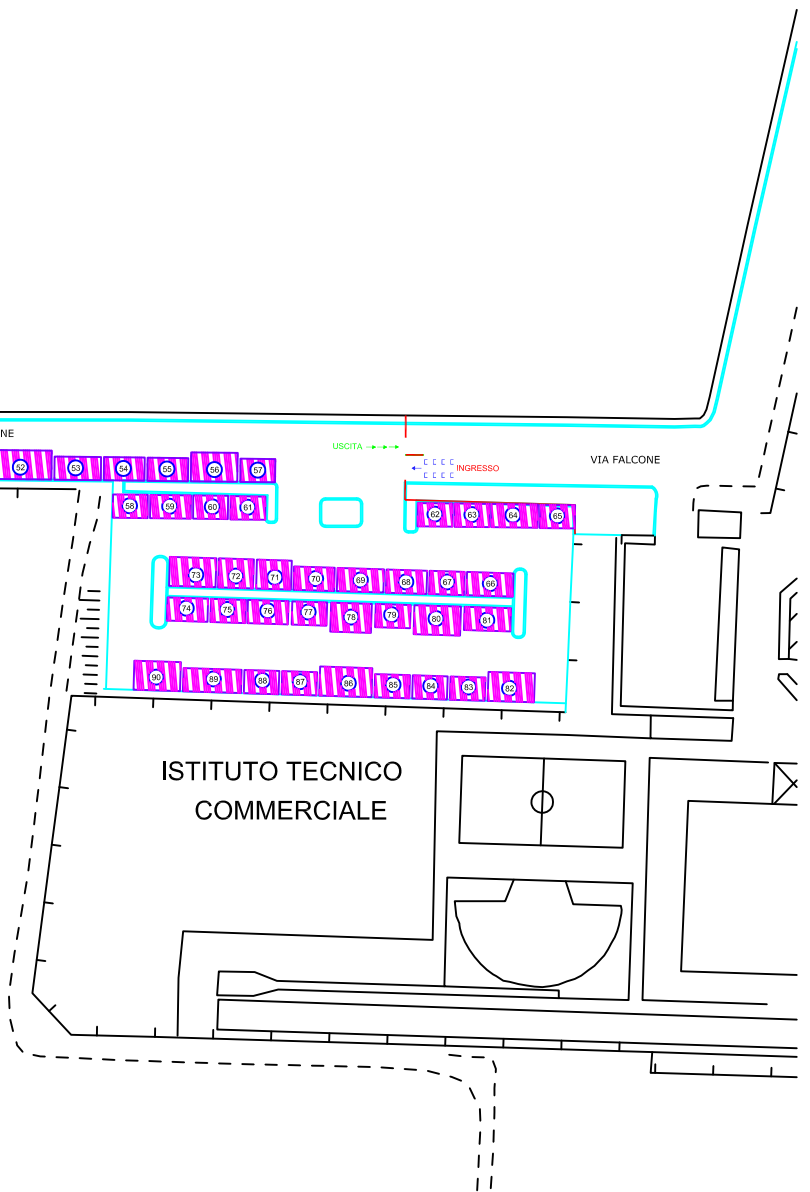 NE
USCITA
INGRESSO
VIA FALCONE
52 53 54 55 56 57
58 59 60 61
62 63 64 65
73 72 71 70 69 68 67 66
74 75 76 77 78 79 80 81
90 89 88 87 86 85 84 83 82
ISTITUTO TECNICO
COMMERCIALE